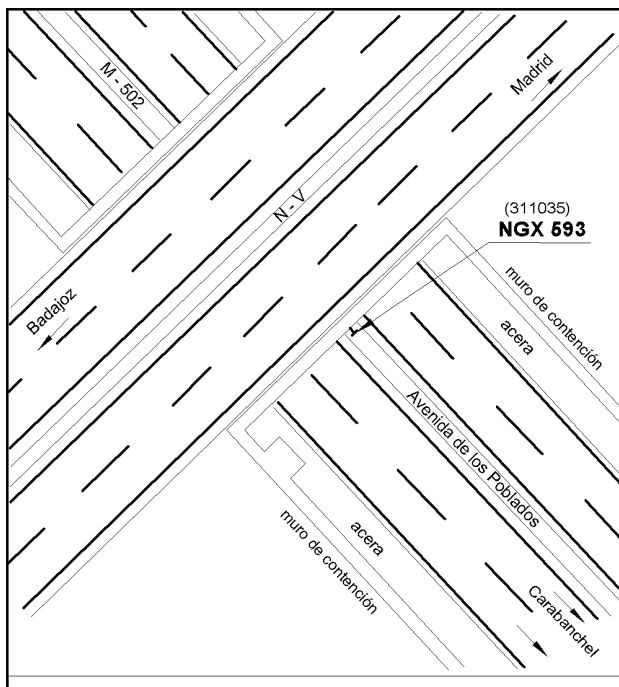 M - 502
Madrid
N - V
(311035)
NGX 593
Badajoz
muro de contención
acera
Avenida de los Poblados
acera
muro de contención
Carabanchel